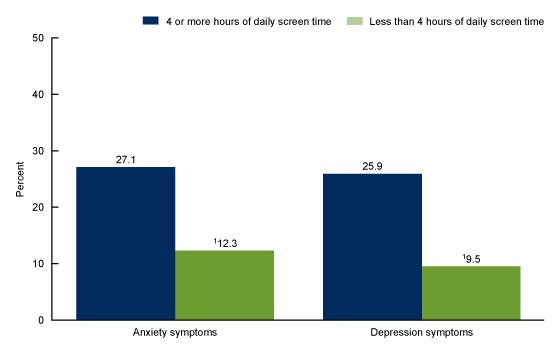 4 or more hours of daily screen time
Less than 4 hours of daily screen time
Percent
50
40
30
20
10
0
27.1
¹12.3
25.9
¹9.5
Anxiety symptoms
Depression symptoms